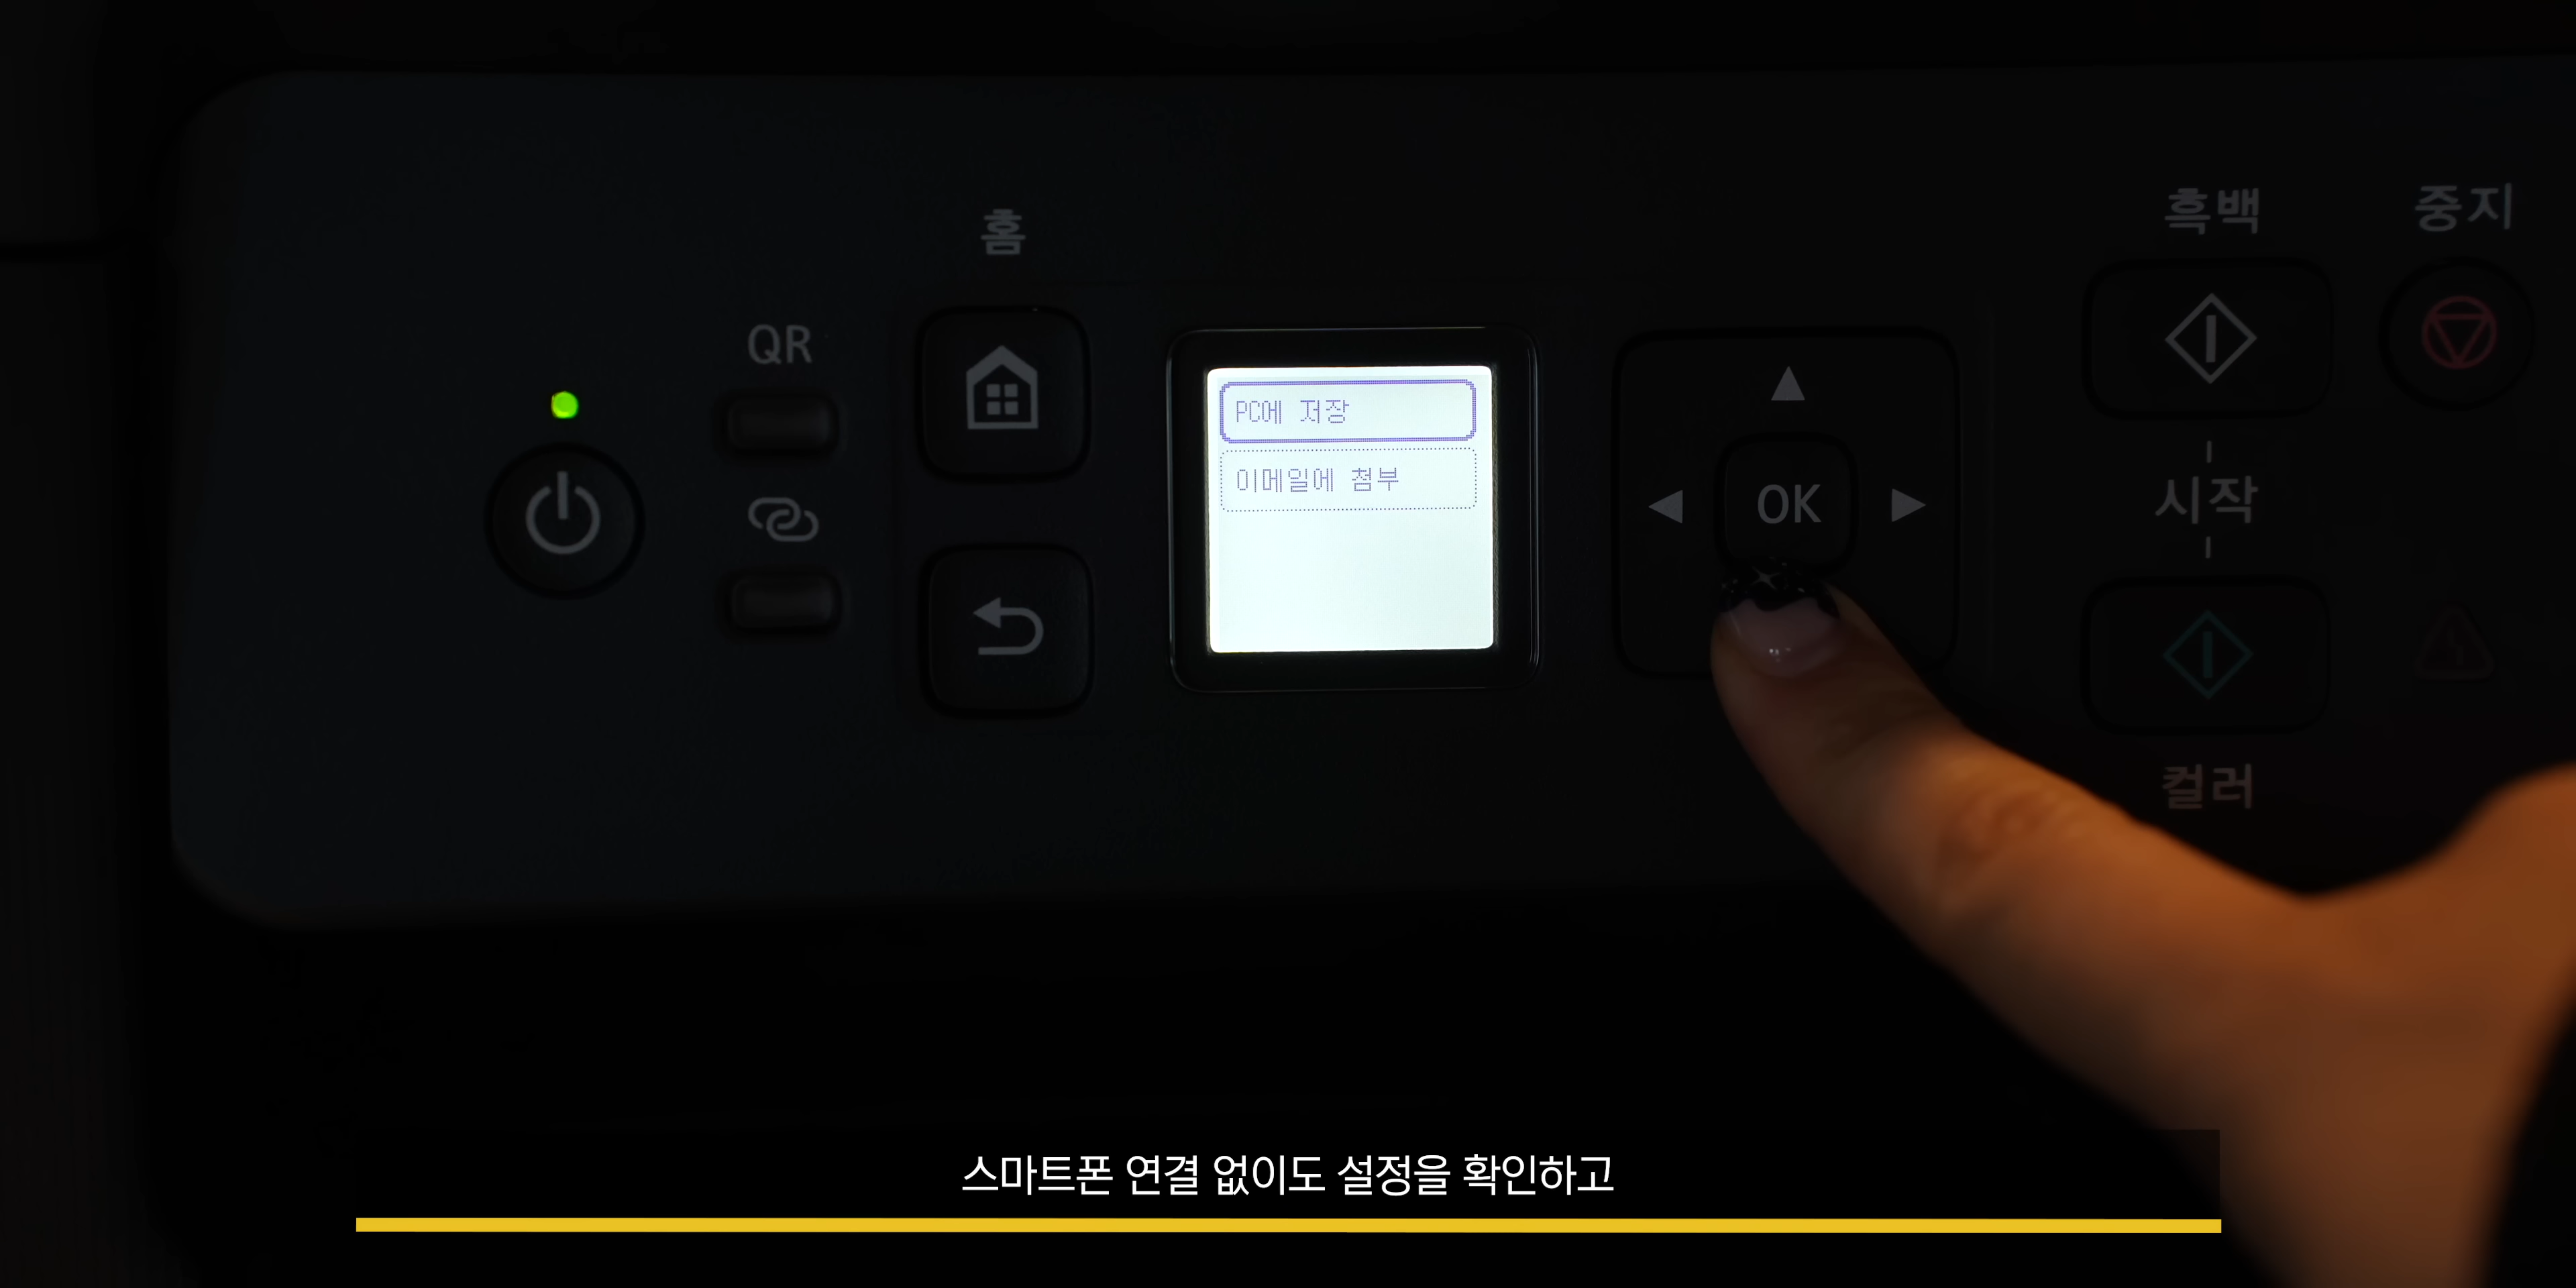 홈
QR
PC에 저장
이메일에 첨부
OK
흑백
중지
시작
컬러
스마트폰 연결 없이도 설정을 확인하고